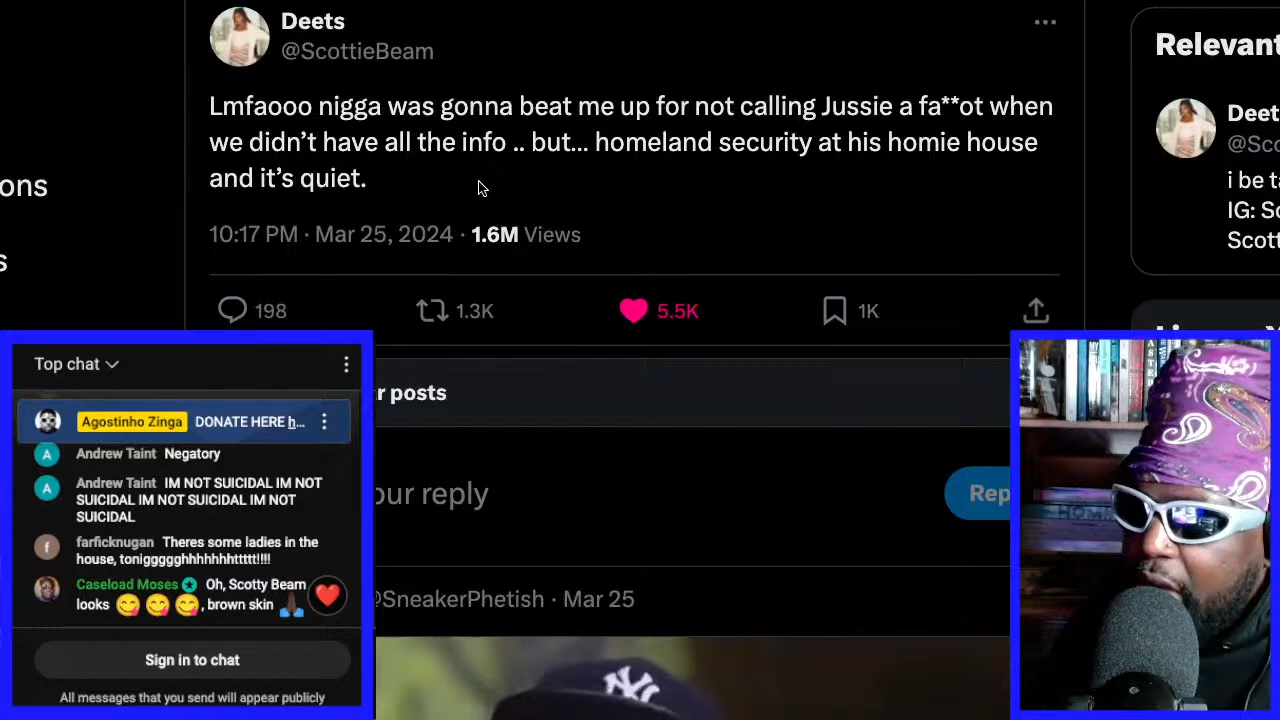 Deets
@ScottieBeam
Lmfaooo nigga was gonna beat me up for not calling Jussie a fa**ot when
we didn’t have all the info .. but... homeland security at his homie house
and it’s quiet.
10:17 PM · Mar 25, 2024 · 1.6M Views
198 1.3K 5.5K 1K
ons
s
r posts
our reply
Rep
@SneakerPhetish · Mar 25
NY
Relevant
Deet
@Sco
i be ta
IG: Sc
Scott
Top chat
Agostinho Zinga DONATE HERE h...
Andrew Taint Negatory
Andrew Taint IM NOT SUICIDAL IM NOT
SUICIDAL IM NOT SUICIDAL IM NOT
SUICIDAL
farficknugan Theres some ladies in the
house, tonigggghhhhhhttttt!!!!
Caseload Moses Oh, Scotty Beam
looks 😋 😋 😋, brown skin 🙏🏿
Sign in to chat
All messages that you send will appear publicly